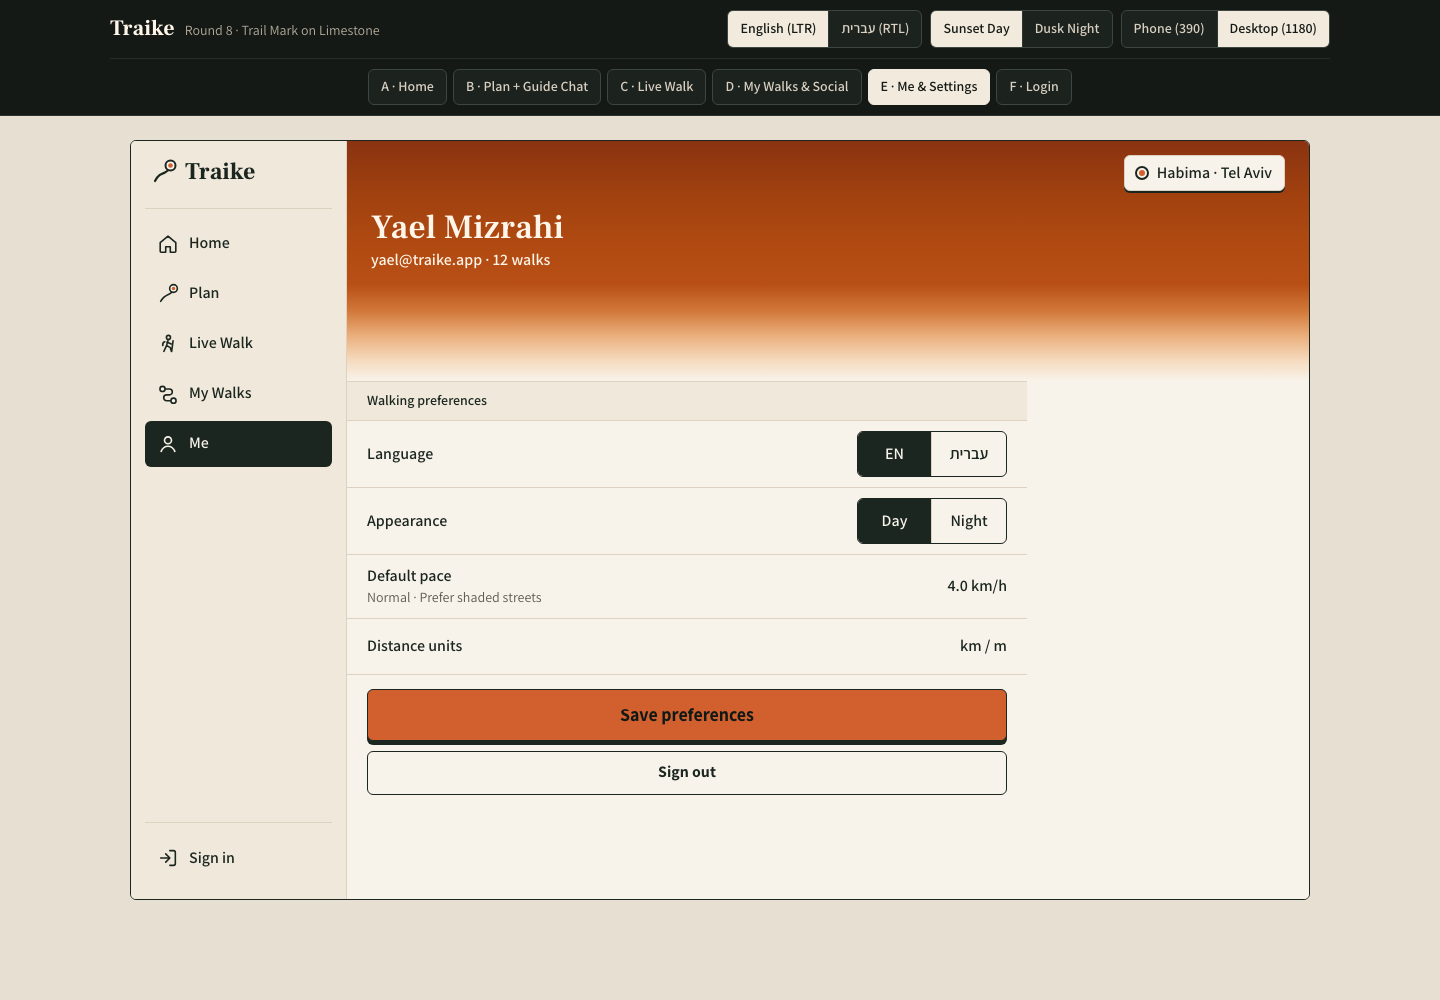 Traike Round 8 · Trail Mark on Limestone
English (LTR) עברית (RTL) Sunset Day Dusk Night Phone (390) Desktop (1180)
A · Home B · Plan + Guide Chat C · Live Walk D · My Walks & Social E · Me & Settings F · Login
Traike
Home
Plan
Live Walk
My Walks
Me
Sign in
Habima · Tel Aviv
Yael Mizrahi
yael@traike.app · 12 walks
Walking preferences
Language EN עברית
Appearance Day Night
Default pace 4.0 km/h
Normal · Prefer shaded streets
Distance units km / m
Save preferences
Sign out